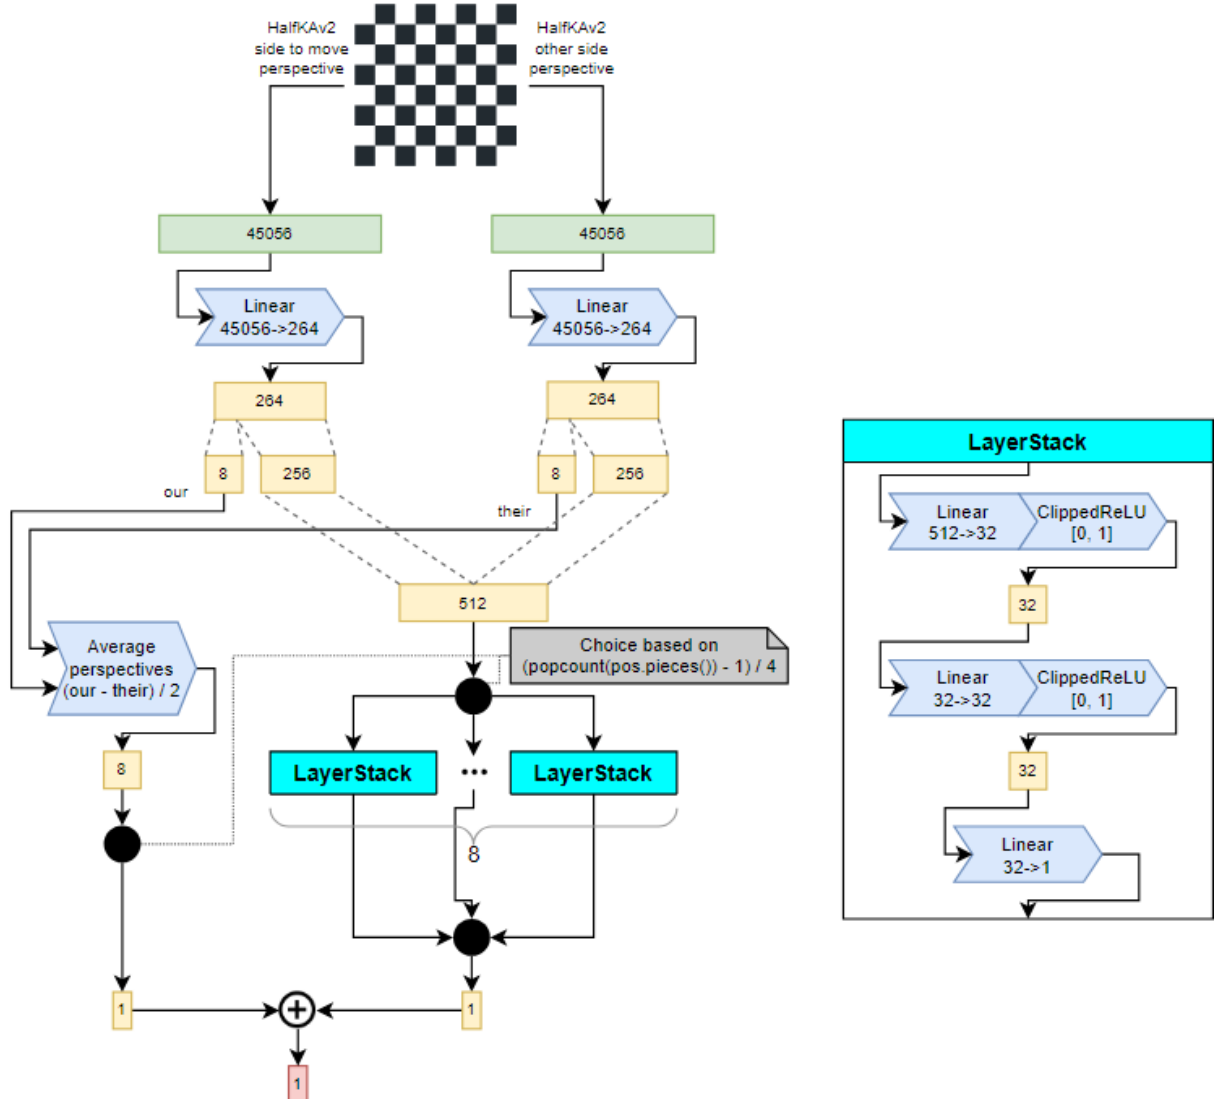 HalfKAv2
side to move
perspective
HalfKAv2
other side
perspective
45056
45056
Linear
45056->264
Linear
45056->264
264
264
8
256
8
256
our
their
512
Choice based on
(popcount(pos.pieces()) - 1) / 4
Average
perspectives
(our - their) / 2
8
LayerStack
...
LayerStack
8
1
1
1
LayerStack
Linear
512->32
ClippedReLU
[0, 1]
32
Linear
32->32
ClippedReLU
[0, 1]
32
Linear
32->1